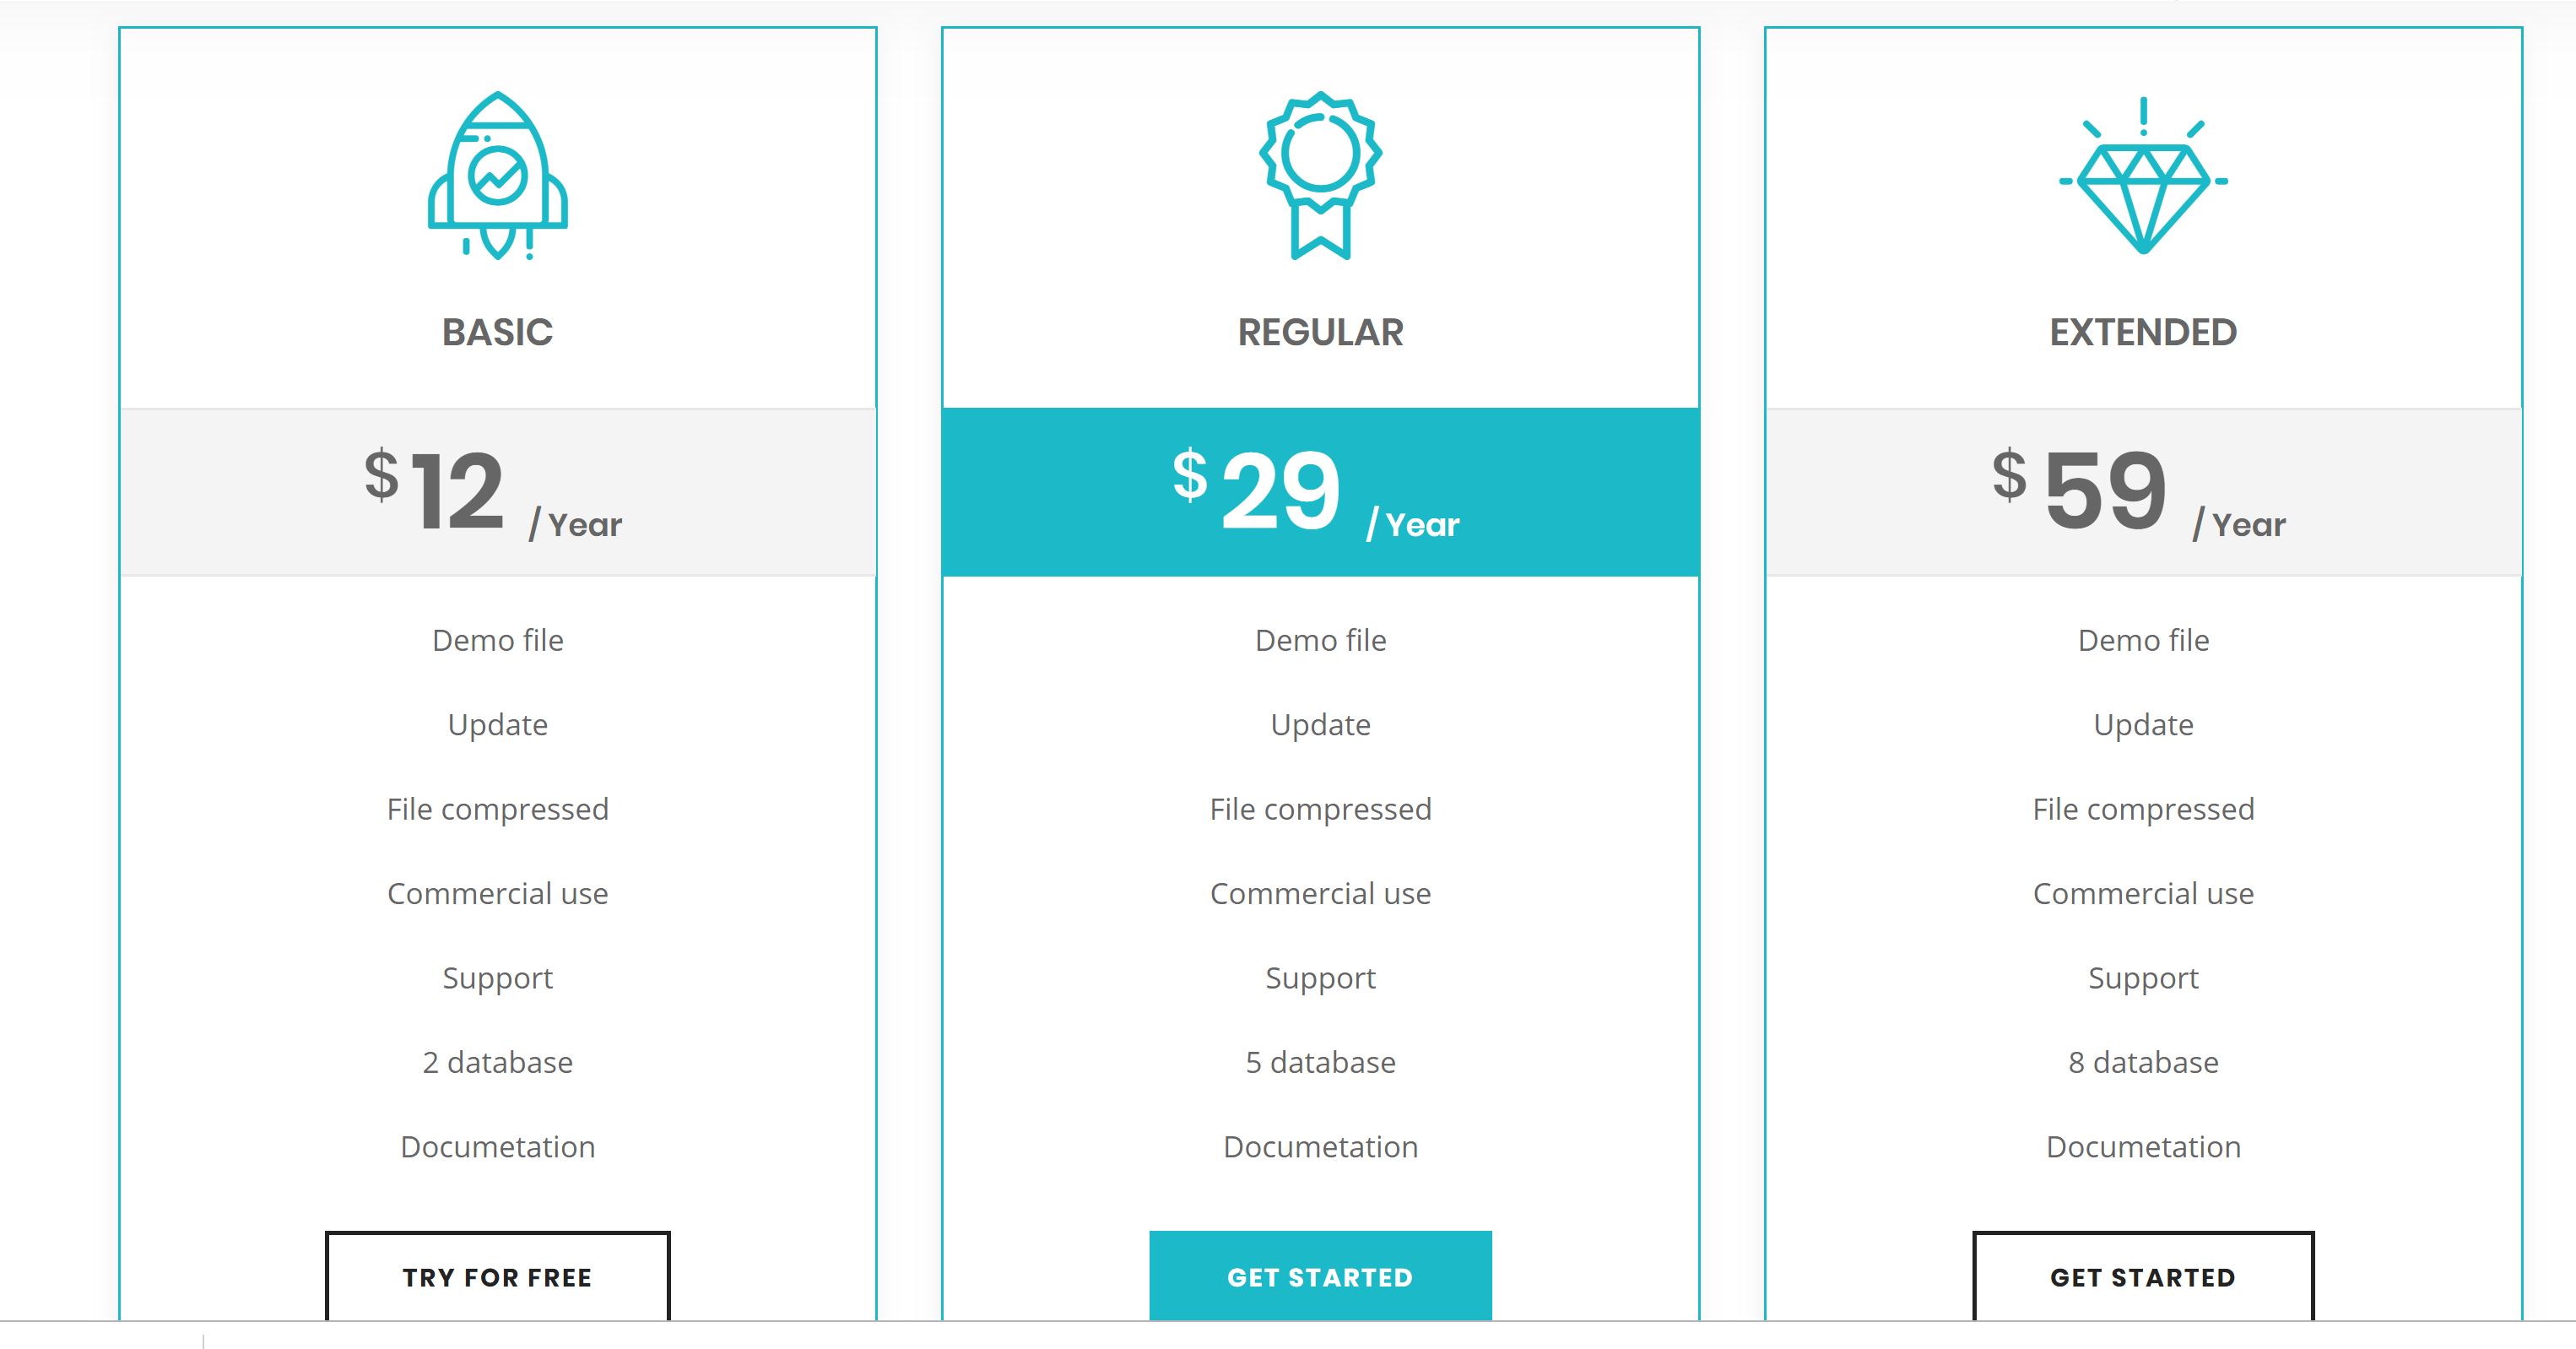 BASIC
$12 / Year
Demo file
Update
File compressed
Commercial use
Support
2 database
Documetation
TRY FOR FREE
REGULAR
$29 / Year
Demo file
Update
File compressed
Commercial use
Support
5 database
Documetation
GET STARTED
EXTENDED
$59 / Year
Demo file
Update
File compressed
Commercial use
Support
8 database
Documetation
GET STARTED